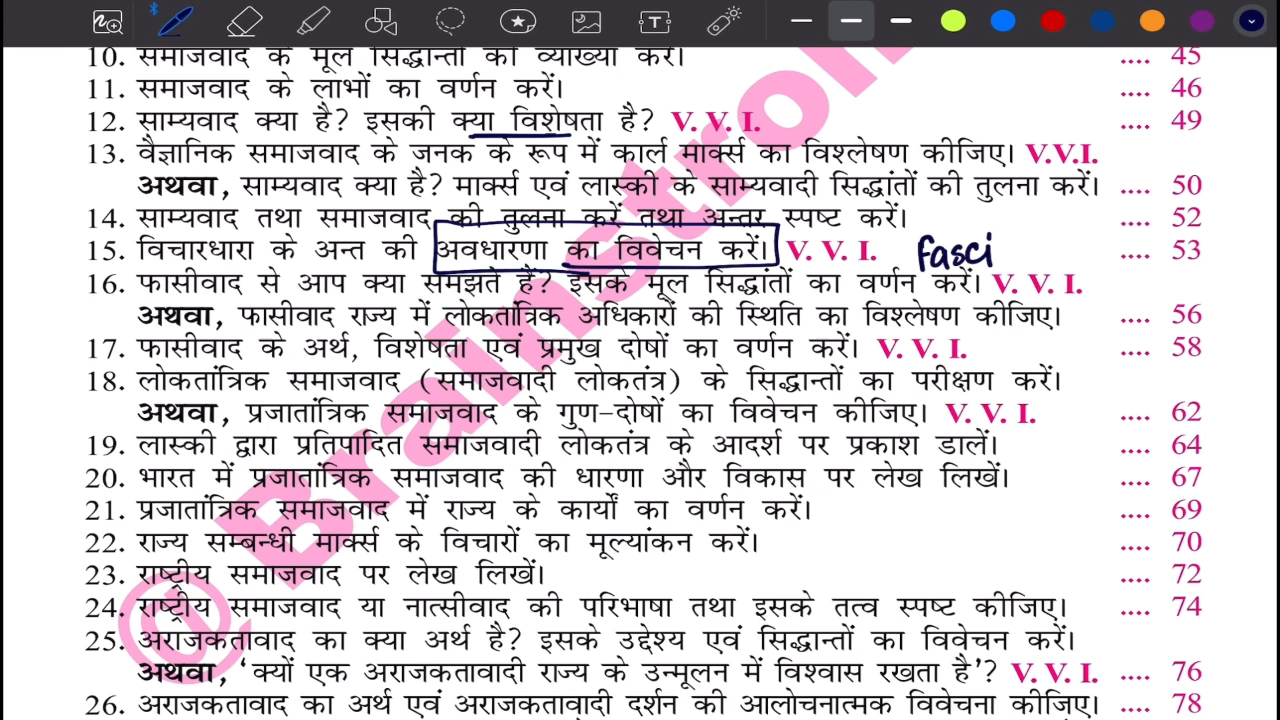 10. समाजवाद के मूल सिद्धान्तों की व्याख्या करें। .... 45
11. समाजवाद के लाभों का वर्णन करें। .... 46
12. साम्यवाद क्या है? इसकी क्या विशेषता है? V. V. I. .... 49
13. वैज्ञानिक समाजवाद के जनक के रूप में कार्ल मार्क्स का विश्लेषण कीजिए। V.V.I.
अथवा, साम्यवाद क्या है? मार्क्स एवं लास्की के साम्यवादी सिद्धांतों की तुलना करें। .... 50
14. साम्यवाद तथा समाजवाद की तुलना करें तथा अन्तर स्पष्ट करें। .... 52
15. विचारधारा के अन्त की अवधारणा का विवेचन करें। V. V. I. fasci .... 53
16. फासीवाद से आप क्या समझते हैं? इसके मूल सिद्धांतों का वर्णन करें। V. V. I.
अथवा, फासीवाद राज्य में लोकतांत्रिक अधिकारों की स्थिति का विश्लेषण कीजिए। .... 56
17. फासीवाद के अर्थ, विशेषता एवं प्रमुख दोषों का वर्णन करें। V. V. I. .... 58
18. लोकतांत्रिक समाजवाद (समाजवादी लोकतंत्र) के सिद्धान्तों का परीक्षण करें।
अथवा, प्रजातांत्रिक समाजवाद के गुण-दोषों का विवेचन कीजिए। V. V. I. .... 62
19. लास्की द्वारा प्रतिपादित समाजवादी लोकतंत्र के आदर्श पर प्रकाश डालें। .... 64
20. भारत में प्रजातांत्रिक समाजवाद की धारणा और विकास पर लेख लिखें। .... 67
21. प्रजातांत्रिक समाजवाद में राज्य के कार्यों का वर्णन करें। .... 69
22. राज्य सम्बन्धी मार्क्स के विचारों का मूल्यांकन करें। .... 70
23. राष्ट्रीय समाजवाद पर लेख लिखें। .... 72
24. राष्ट्रीय समाजवाद या नात्सीवाद की परिभाषा तथा इसके तत्व स्पष्ट कीजिए। .... 74
25. अराजकतावाद का क्या अर्थ है? इसके उद्देश्य एवं सिद्धान्तों का विवेचन करें।
अथवा, ‘क्यों एक अराजकतावादी राज्य के उन्मूलन में विश्वास रखता है’? V. V. I. .... 76
26. अराजकतावाद का अर्थ एवं अराजकतावादी दर्शन की आलोचनात्मक विवेचना कीजिए। .... 78
@Brainstrom